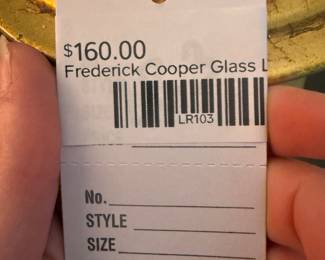 $160.00
Frederick Cooper Glass L
LR103
No.
STYLE
SIZE